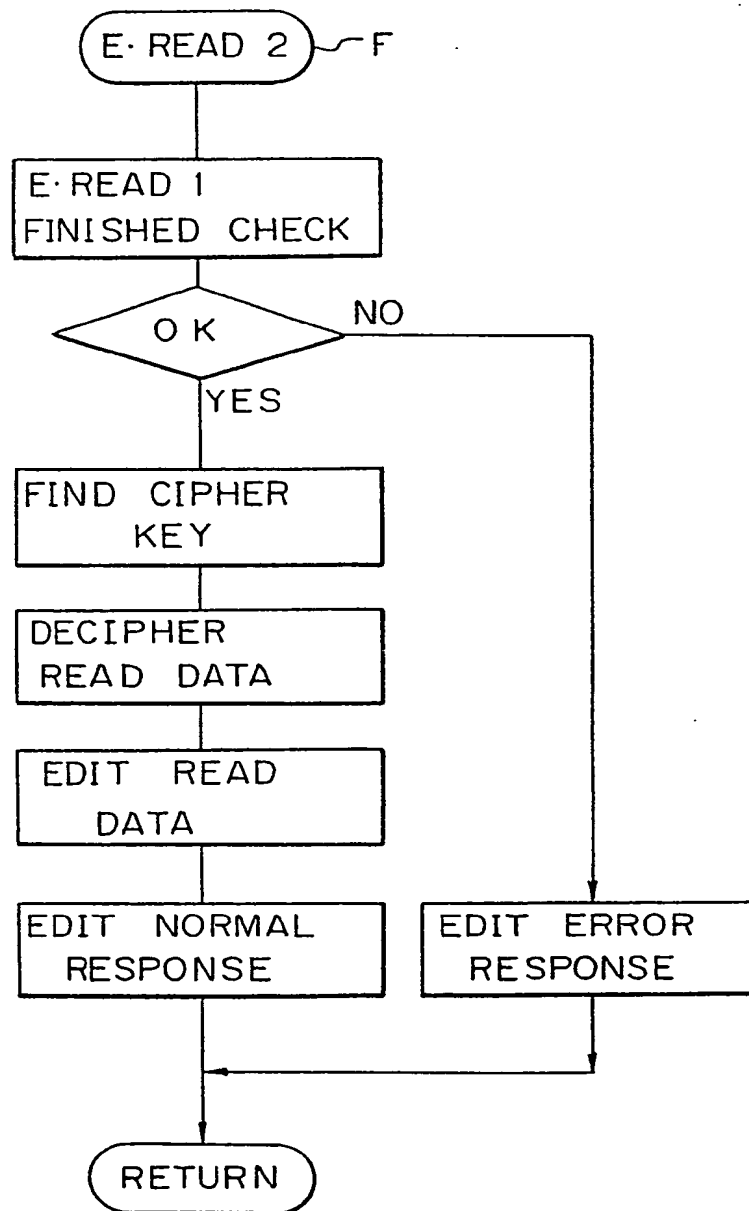 E·READ 2
F
E·READ 1
FINISHED CHECK
OK
NO
YES
FIND CIPHER
KEY
DECIPHER
READ DATA
EDIT READ
DATA
EDIT NORMAL
RESPONSE
EDIT ERROR
RESPONSE
RETURN